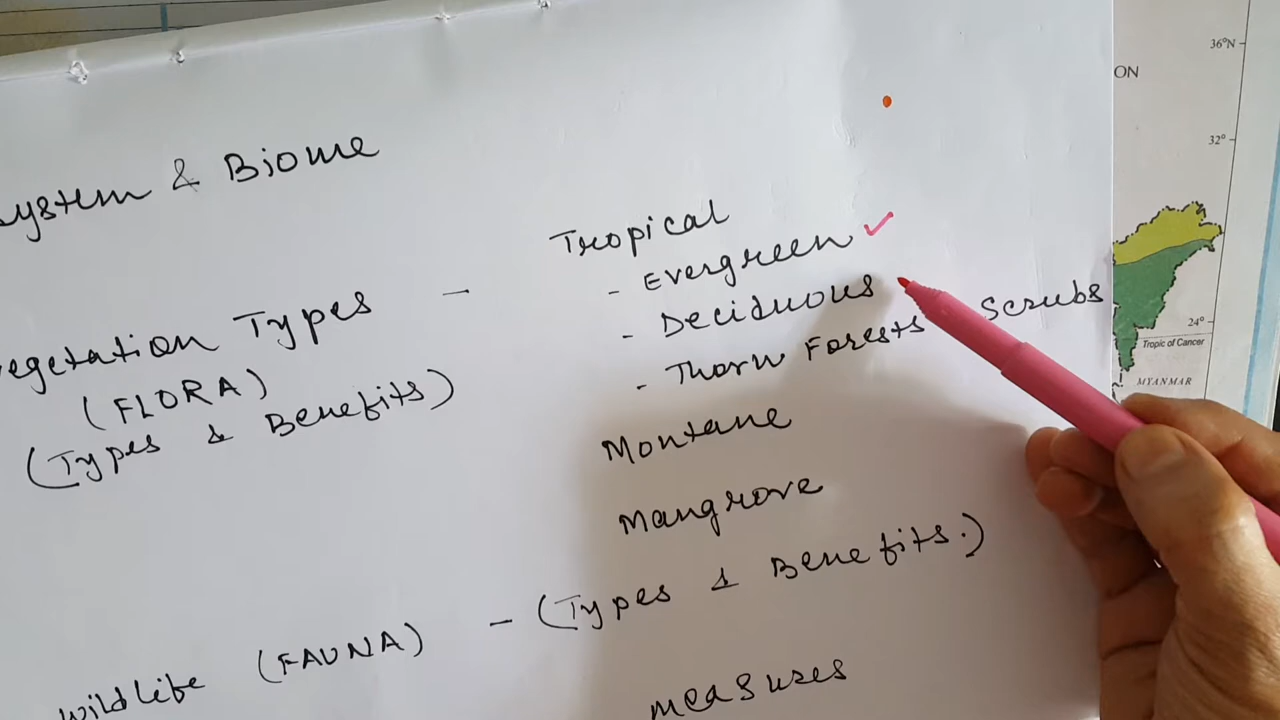 ystem & Biome
Tropical
- Evergreen ✓
- Deciduous
- Thorn Forests Scrubs
egetation Types -
(FLORA)
(Types & Benefits)
Montane
Mangrove
Wildlife (FAUNA) - (Types & Benefits.)
measures
ON
36°N
32°
24°
Tropic of Cancer
MYANMAR